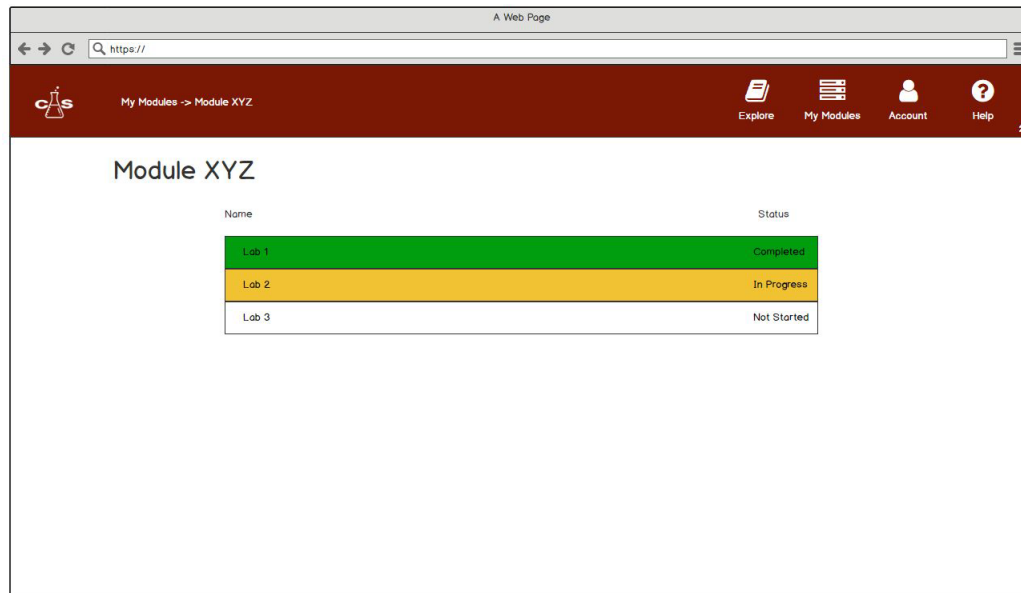 A Web Page
https://
cas
My Modules -> Module XYZ
Explore
My Modules
Account
Help
Module XYZ
Name Status
Lab 1 Completed
Lab 2 In Progress
Lab 3 Not Started